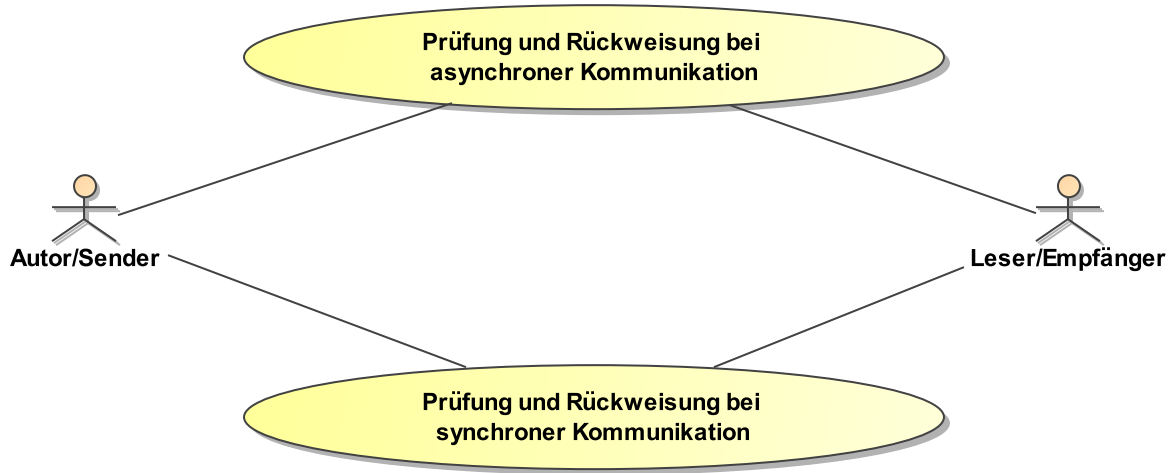 Prüfung und Rückweisung bei
asynchroner Kommunikation
Autor/Sender
Leser/Empfänger
Prüfung und Rückweisung bei
synchroner Kommunikation